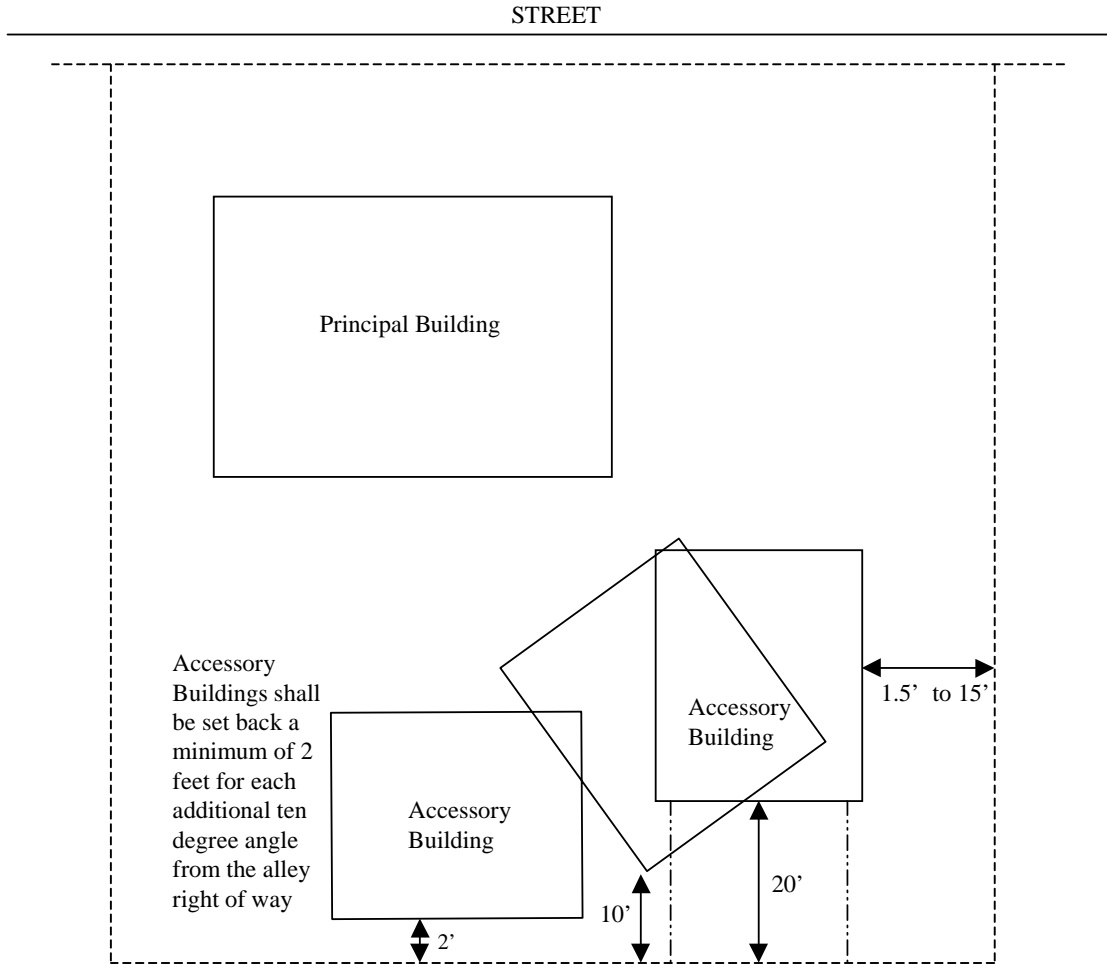 STREET
Principal Building
Accessory
Buildings shall
be set back a
minimum of 2
feet for each
additional ten
degree angle
from the alley
right of way
Accessory
Building
2’
10’
Accessory
Building
20’
1.5’ to 15’